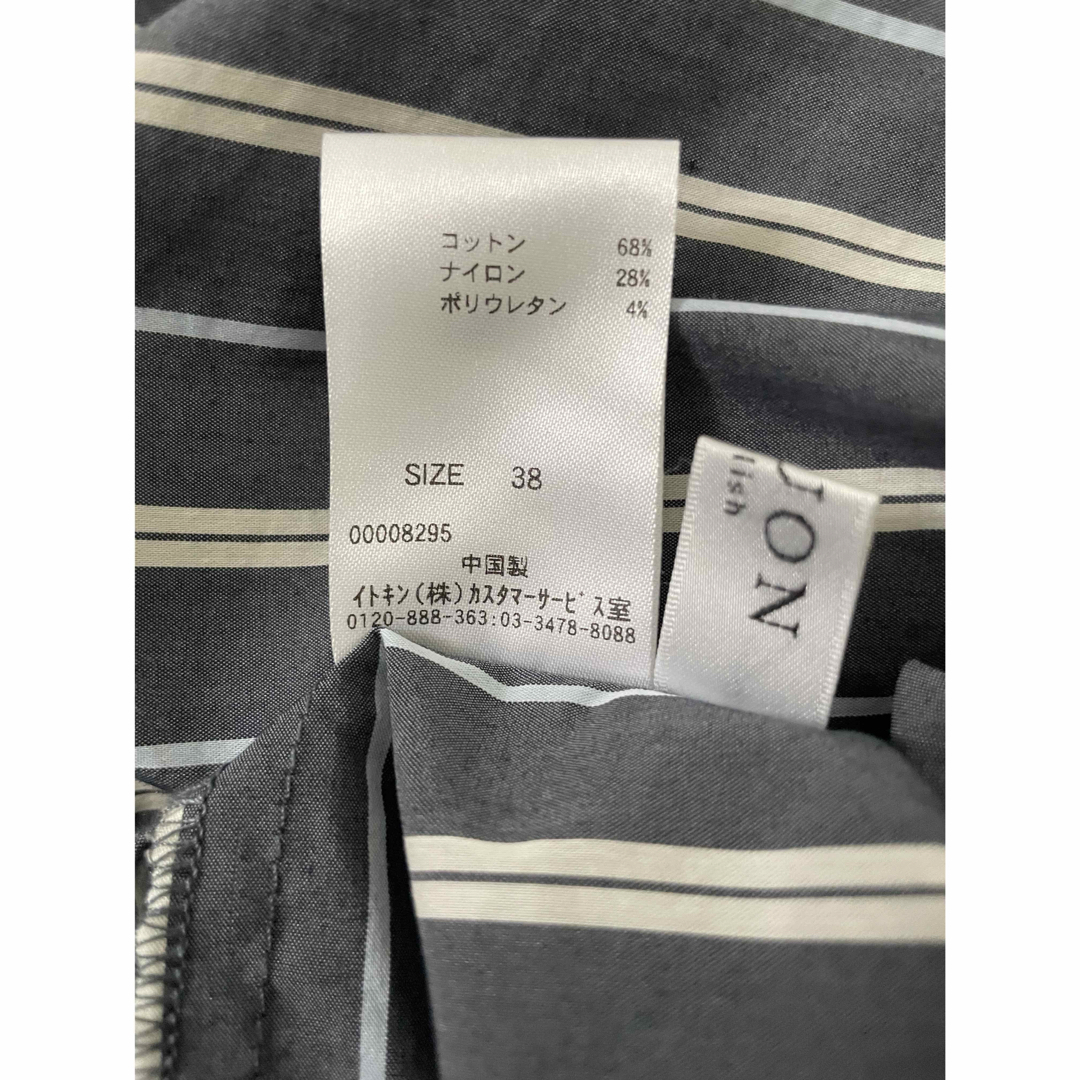 コットン 68%
ナイロン 28%
ポリウレタン 4%
SIZE 38
00008295
中国製
イトキン(株)カスタマーサービス室
0120-888-363:03-3478-8088
ON
lish